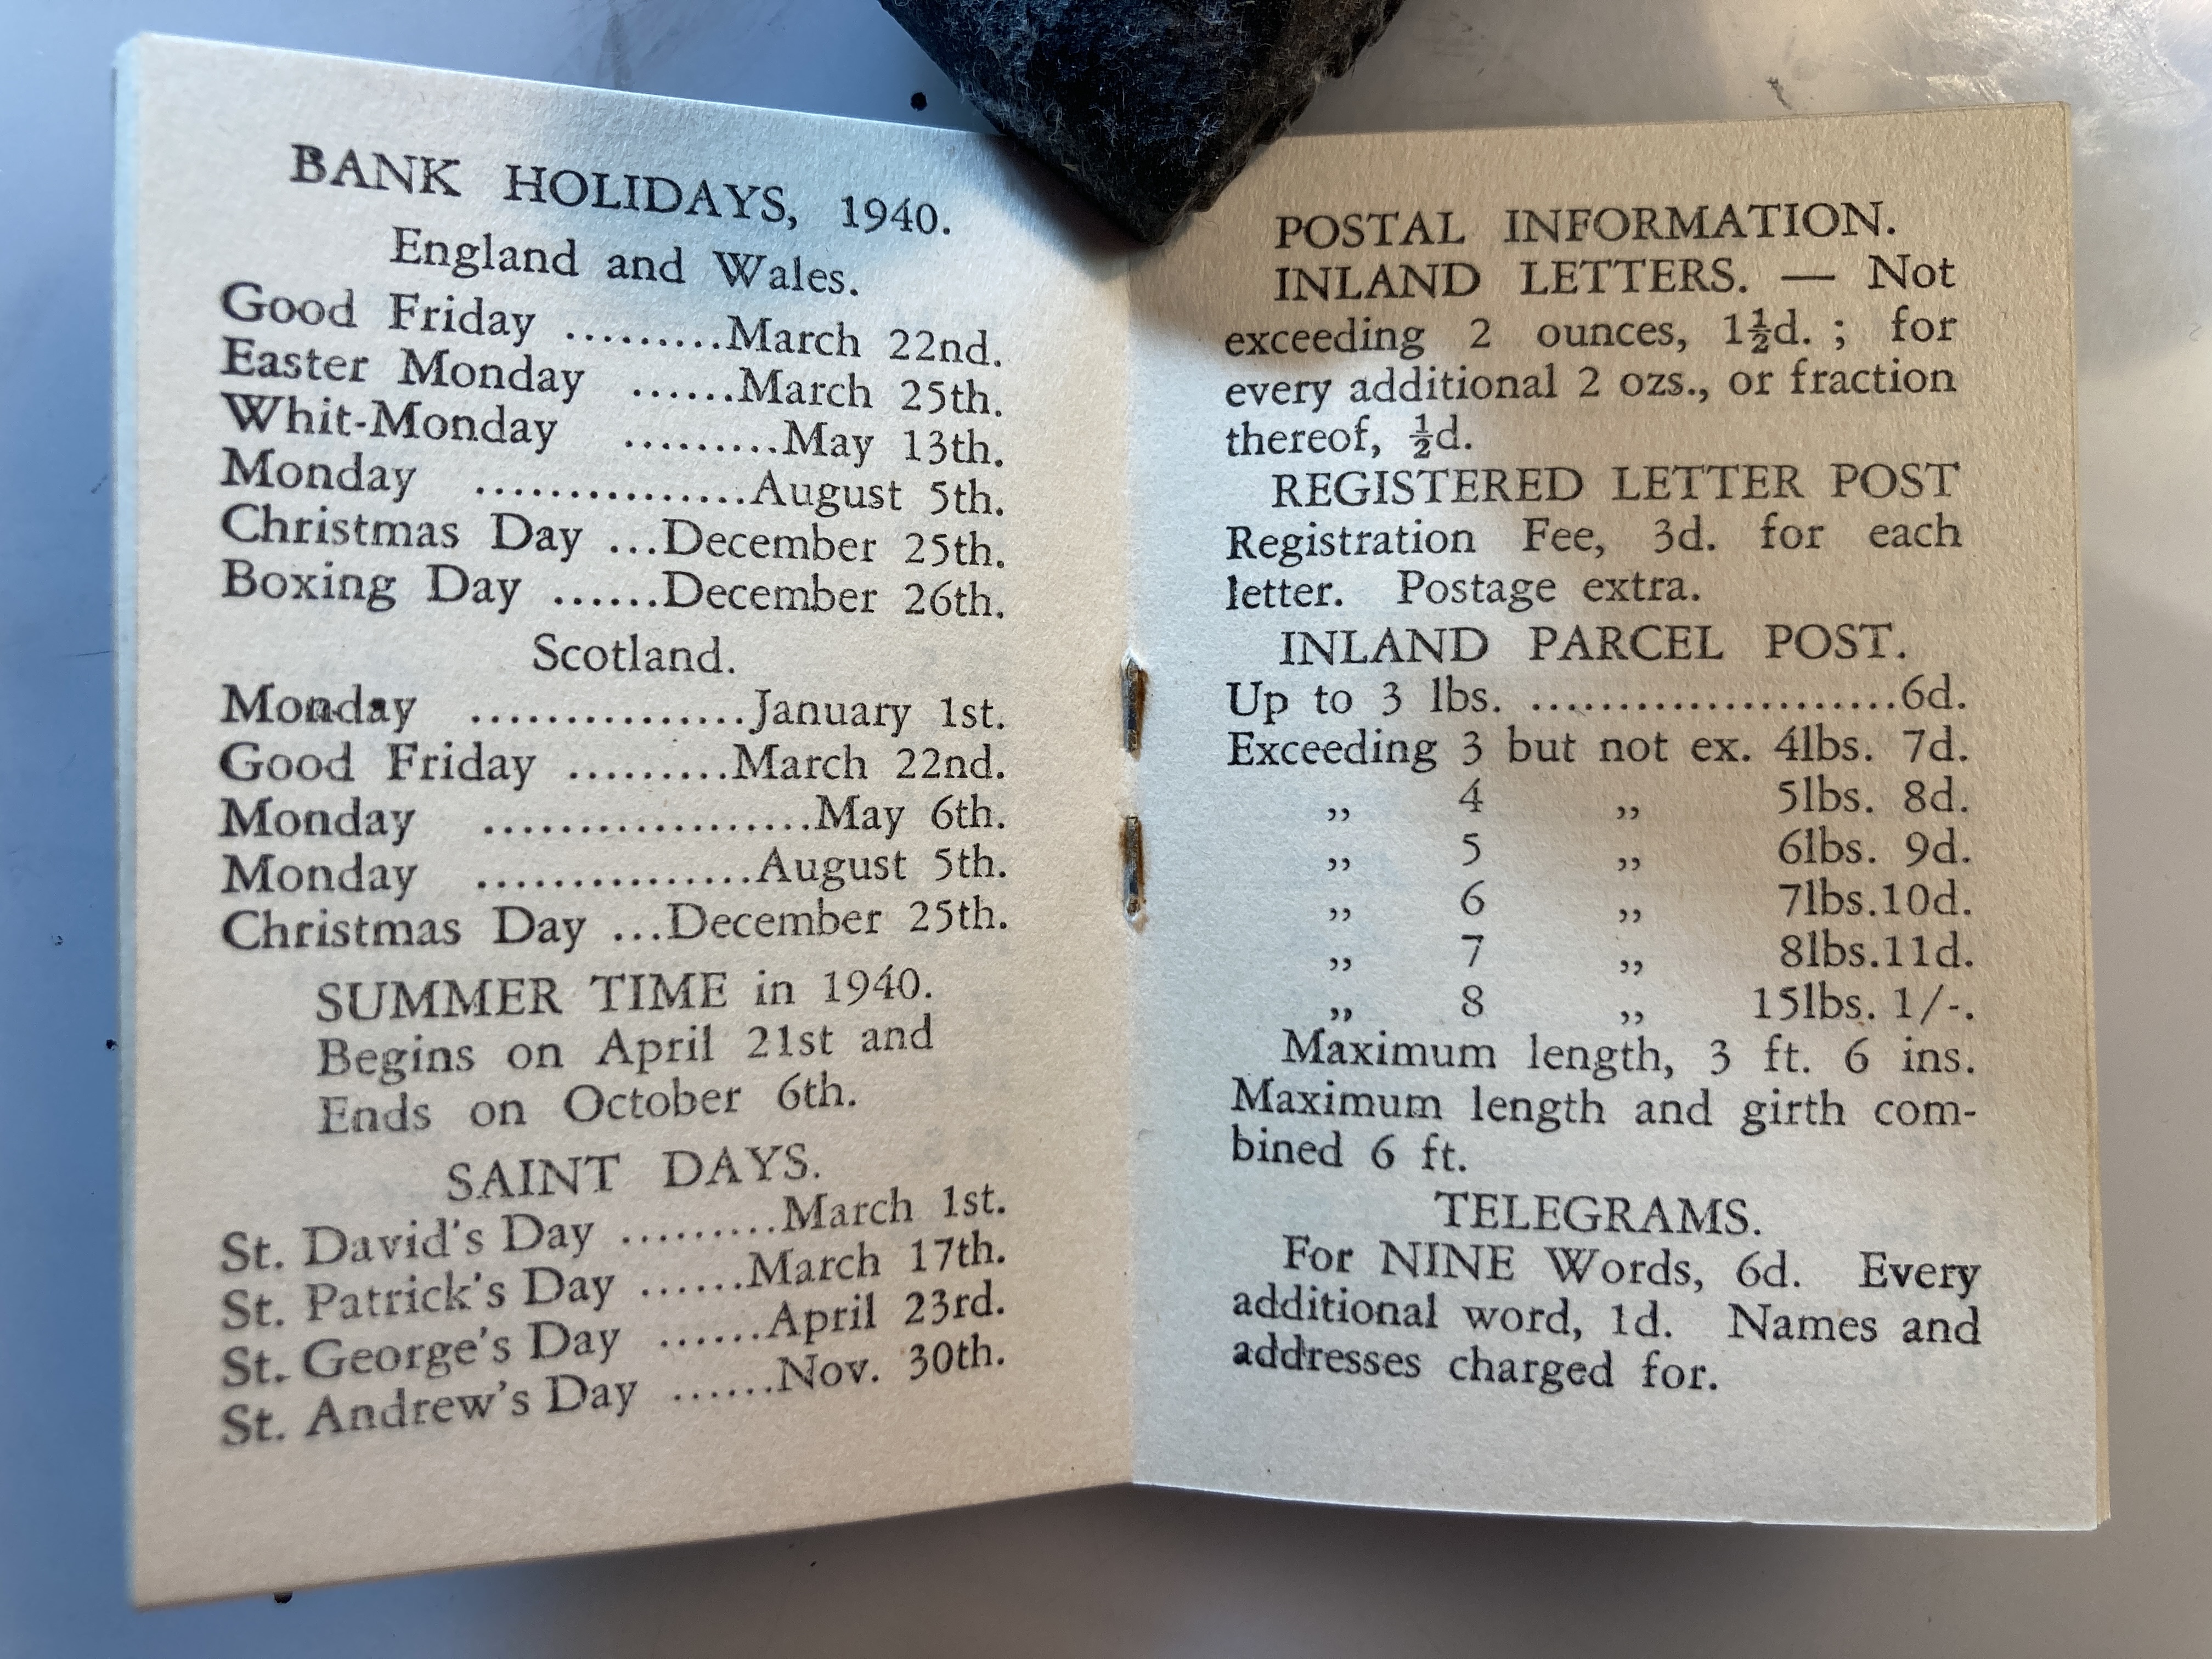 BANK HOLIDAYS, 1940.
England and Wales.
Good Friday .........March 22nd.
Easter Monday ......March 25th.
Whit-Monday .........May 13th.
Monday ...............August 5th.
Christmas Day ...December 25th.
Boxing Day ......December 26th.
Scotland.
Monday ...............January 1st.
Good Friday .........March 22nd.
Monday ..................May 6th.
Monday ...............August 5th.
Christmas Day ...December 25th.
SUMMER TIME in 1940.
Begins on April 21st and
Ends on October 6th.
SAINT DAYS.
St. David's Day .........March 1st.
St. Patrick's Day ......March 17th.
St. George's Day ......April 23rd.
St. Andrew's Day ......Nov. 30th.
POSTAL INFORMATION.
INLAND LETTERS. — Not
exceeding 2 ounces, 1½d. ; for
every additional 2 ozs., or fraction
thereof, ½d.
REGISTERED LETTER POST
Registration Fee, 3d. for each
letter. Postage extra.
INLAND PARCEL POST.
Up to 3 lbs. .....................6d.
Exceeding 3 but not ex. 4lbs. 7d.
„ 4 „ 5lbs. 8d.
„ 5 „ 6lbs. 9d.
„ 6 „ 7lbs.10d.
„ 7 „ 8lbs.11d.
„ 8 „ 15lbs. 1/-.
Maximum length, 3 ft. 6 ins.
Maximum length and girth com-
bined 6 ft.
TELEGRAMS.
For NINE Words, 6d. Every
additional word, 1d. Names and
addresses charged for.